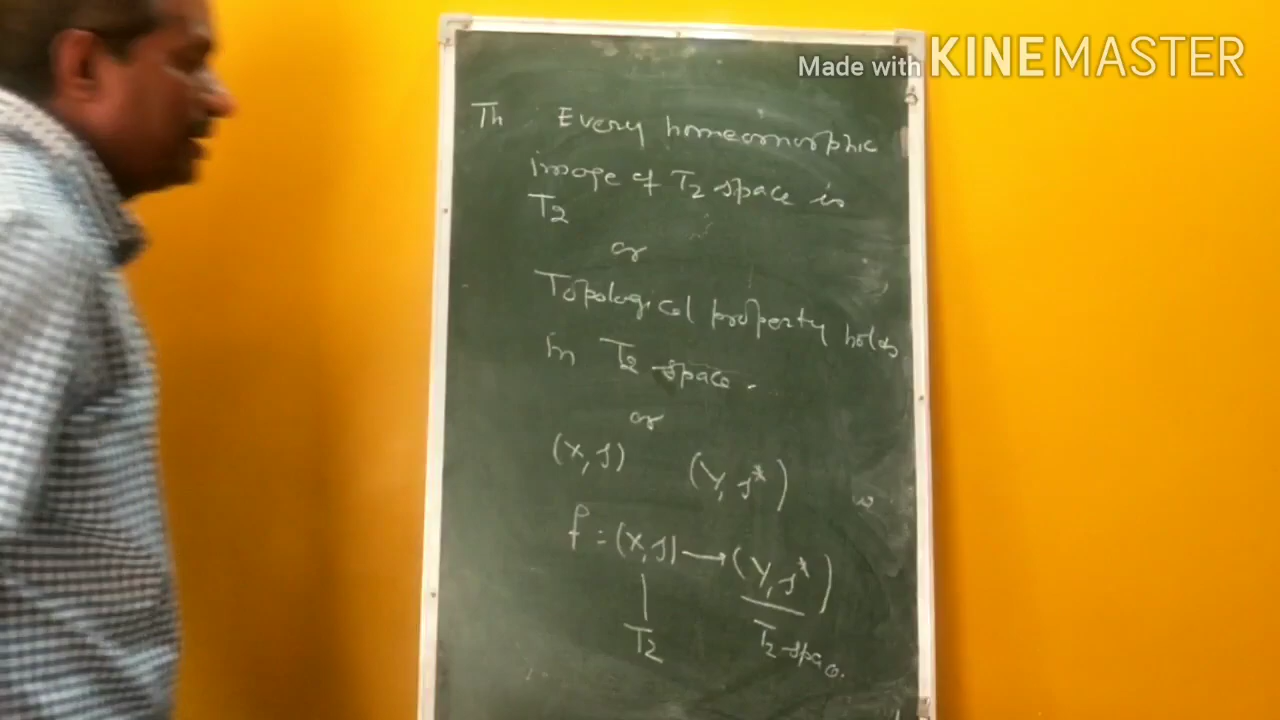 Made with KINEMASTER
Th Every homeomorphic
image of T2 space is
T2
or
Topological property holds
in T2 space.
or
(X, J) (Y, J*)
f : (X, J) → (Y, J*)
T2 T2 space.